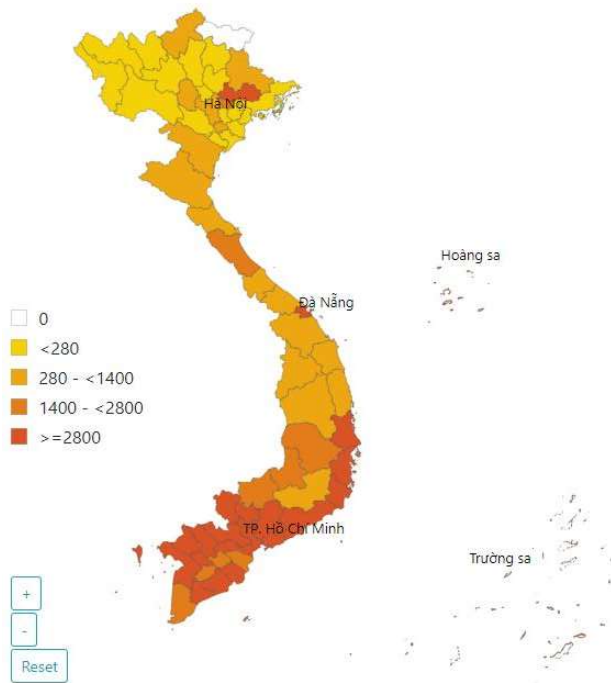 Hà Nội
Hoàng sa
Đà Nẵng
0
<280
280 - <1400
1400 - <2800
>=2800
TP. Hồ Chí Minh
Trường sa
+
-
Reset